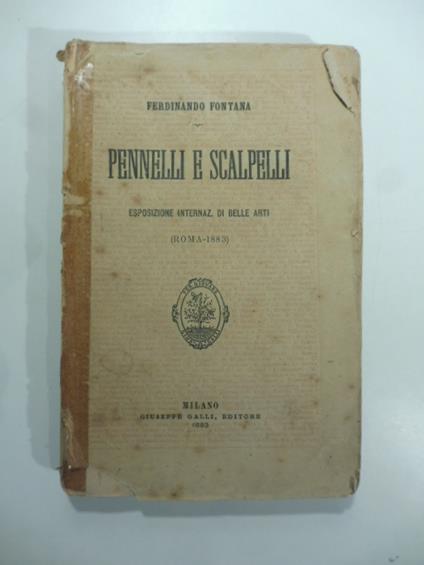 FERDINANDO FONTANA
PENNELLI E SCALPELLI
ESPOSIZIONE INTERNAZ. DI BELLE ARTI
(ROMA-1883)
MILANO
GIUSEPPE GALLI, EDITORE
1883